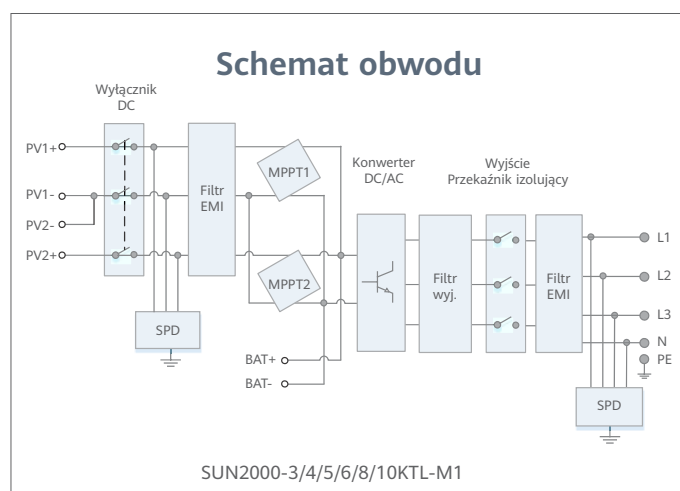 Schemat obwodu
Wyłącznik
DC
PV1+
PV1-
PV2-
PV2+
Filtr
EMI
MPPT1
MPPT2
SPD
BAT+
BAT-
Konwerter
DC/AC
Filtr
wyj.
Wyjście
Przekaźnik izolujący
Filtr
EMI
L1
L2
L3
N
PE
SPD
SUN2000-3/4/5/6/8/10KTL-M1